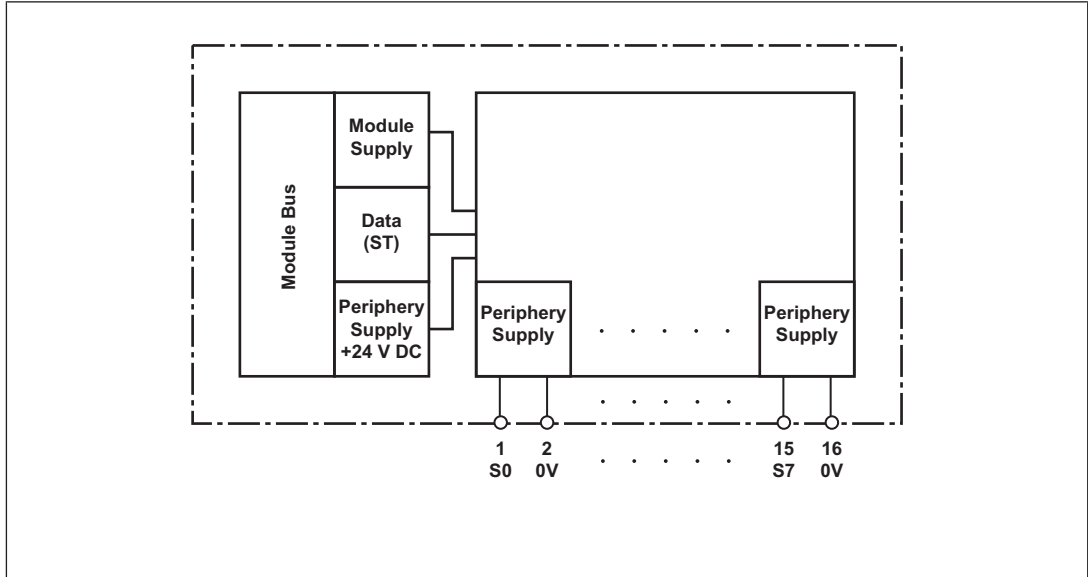 Module Bus
Module
Supply
Data
(ST)
Periphery
Supply
+24 V DC
Periphery
Supply
. . . . .
Periphery
Supply
. . . . .
1 2 . . . . . 15 16
S0 0V S7 0V